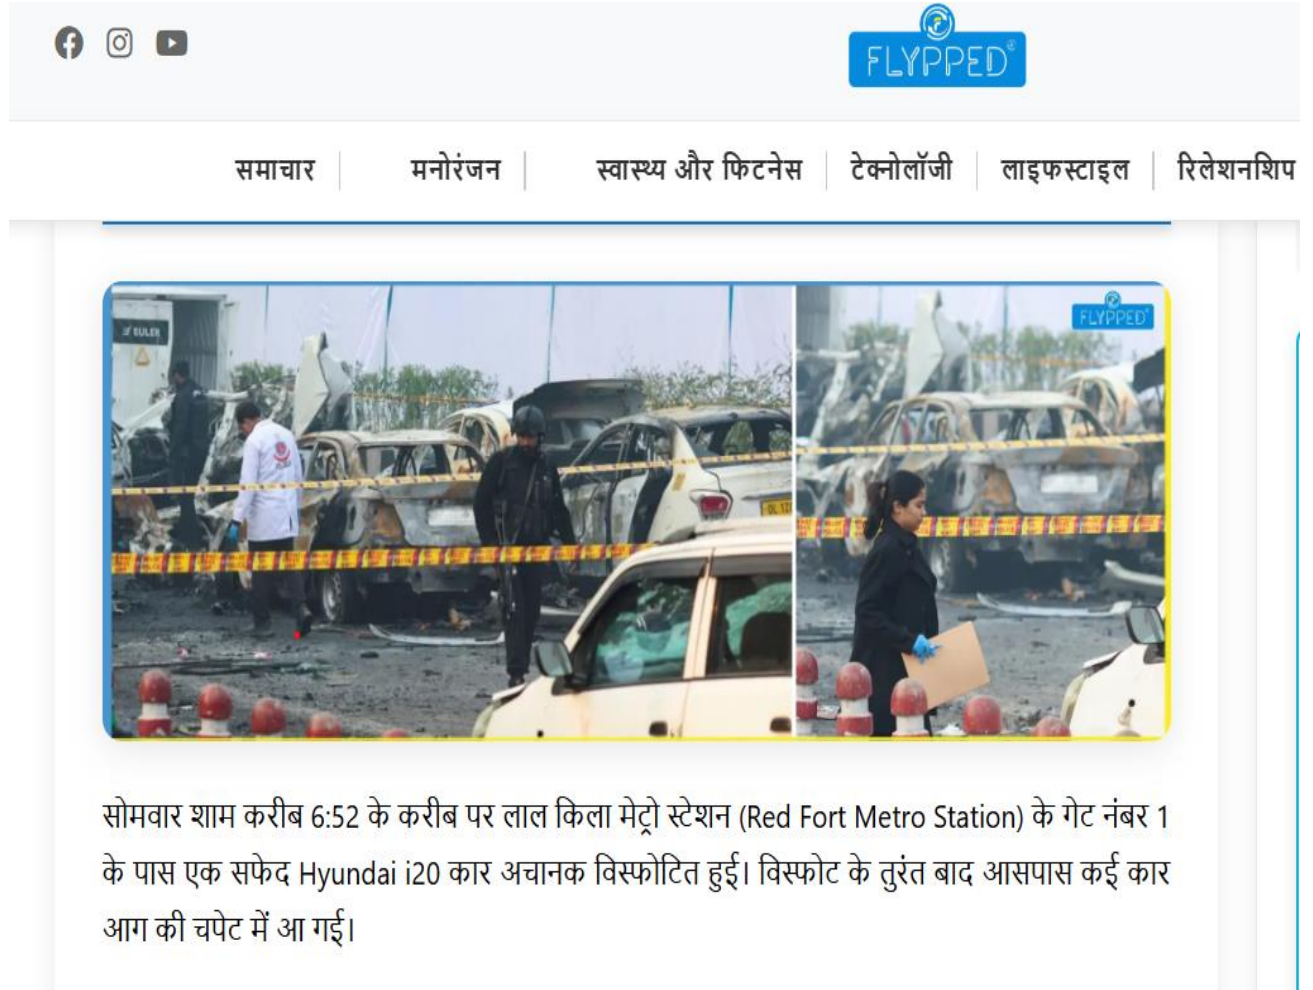 FLYPPED
समाचार
मनोरंजन
स्वास्थ्य और फिटनेस
टेक्नोलॉजी
लाइफस्टाइल
रिलेशनशिप
EULER
FLYPPED
सोमवार शाम करीब 6:52 के करीब पर लाल किला मेट्रो स्टेशन (Red Fort Metro Station) के गेट नंबर 1
के पास एक सफेद Hyundai i20 कार अचानक विस्फोटित हुई। विस्फोट के तुरंत बाद आसपास कई कार
आग की चपेट में आ गई।